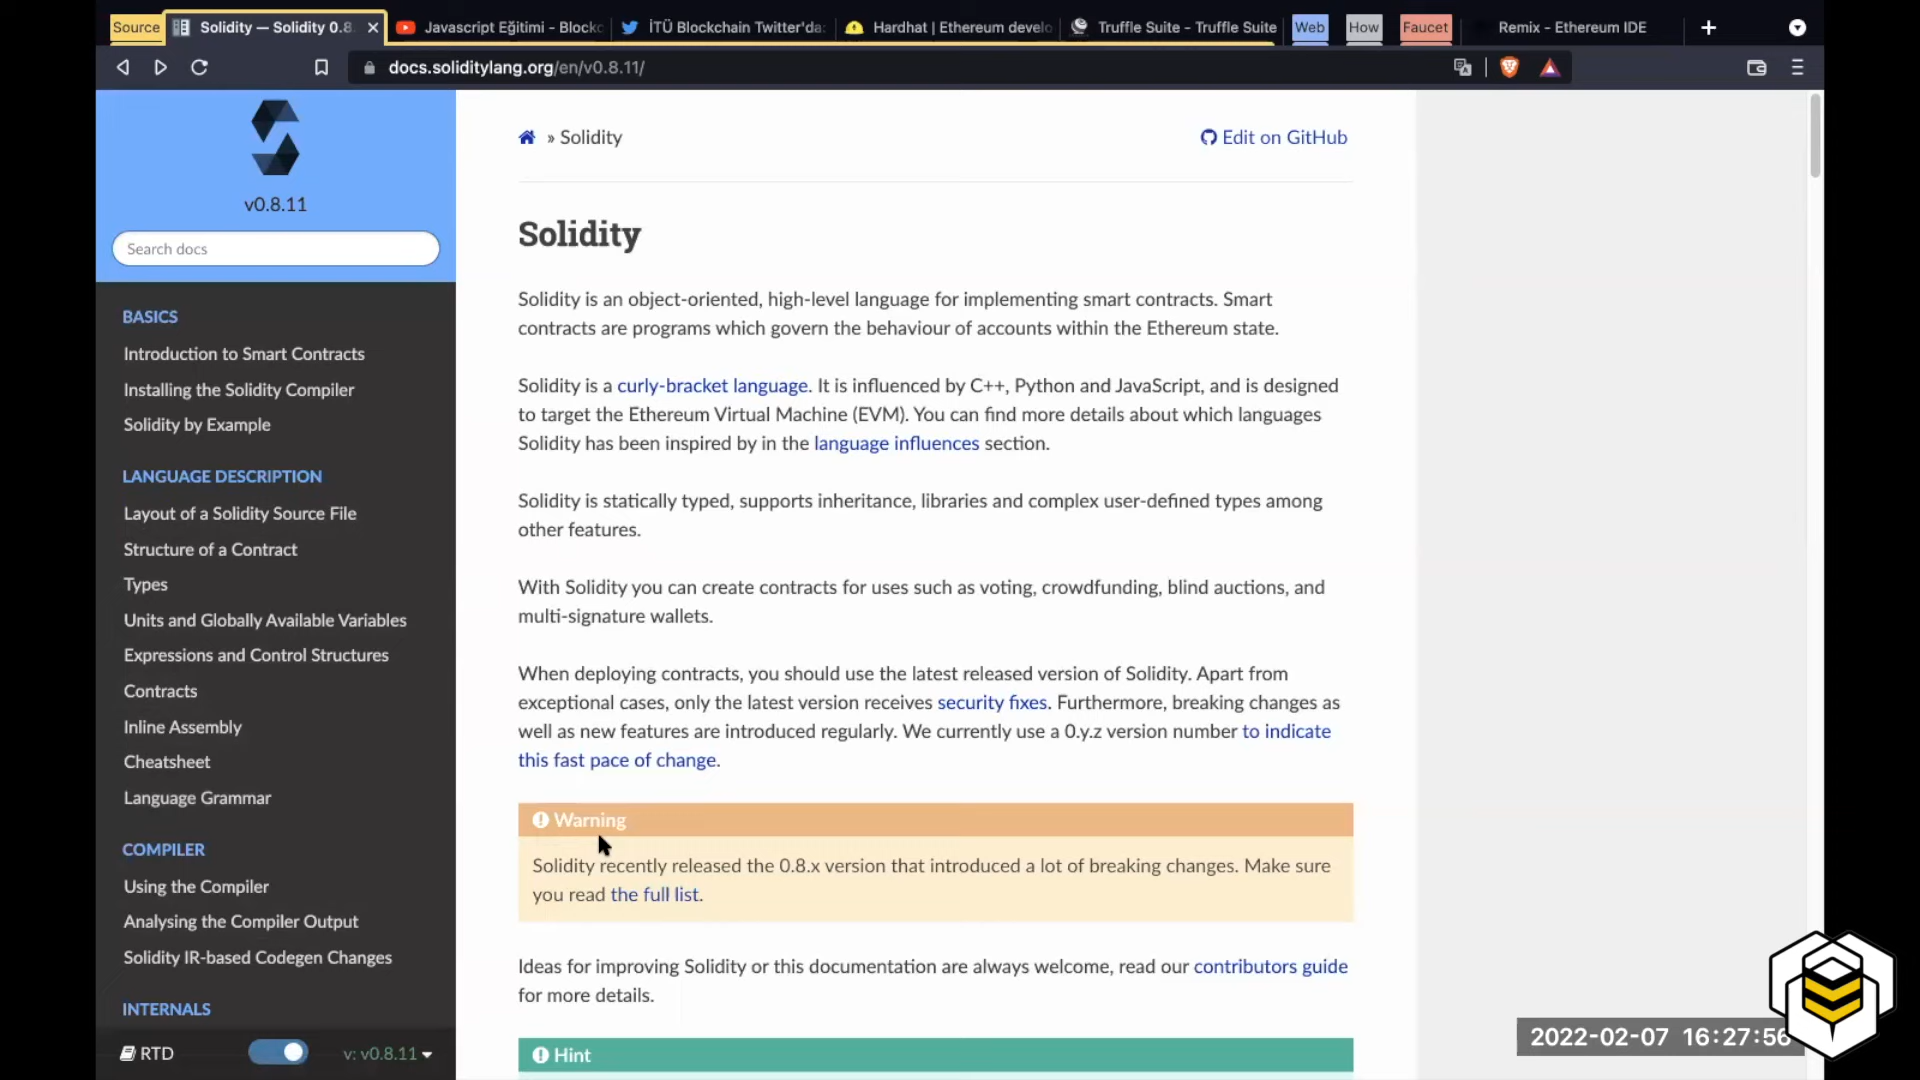 Source
Solidity — Solidity 0.8.
Javascript Eğitimi - Blockc
İTÜ Blockchain Twitter'da:
Hardhat | Ethereum develo
Truffle Suite - Truffle Suite
Web
How
Faucet
Remix - Ethereum IDE
docs.soliditylang.org/en/v0.8.11/
v0.8.11
Search docs
BASICS
Introduction to Smart Contracts
Installing the Solidity Compiler
Solidity by Example
LANGUAGE DESCRIPTION
Layout of a Solidity Source File
Structure of a Contract
Types
Units and Globally Available Variables
Expressions and Control Structures
Contracts
Inline Assembly
Cheatsheet
Language Grammar
COMPILER
Using the Compiler
Analysing the Compiler Output
Solidity IR-based Codegen Changes
INTERNALS
RTD
v: v0.8.11
» Solidity
Edit on GitHub
Solidity
Solidity is an object-oriented, high-level language for implementing smart contracts. Smart
contracts are programs which govern the behaviour of accounts within the Ethereum state.
Solidity is a curly-bracket language. It is influenced by C++, Python and JavaScript, and is designed
to target the Ethereum Virtual Machine (EVM). You can find more details about which languages
Solidity has been inspired by in the language influences section.
Solidity is statically typed, supports inheritance, libraries and complex user-defined types among
other features.
With Solidity you can create contracts for uses such as voting, crowdfunding, blind auctions, and
multi-signature wallets.
When deploying contracts, you should use the latest released version of Solidity. Apart from
exceptional cases, only the latest version receives security fixes. Furthermore, breaking changes as
well as new features are introduced regularly. We currently use a 0.y.z version number to indicate
this fast pace of change.
Warning
Solidity recently released the 0.8.x version that introduced a lot of breaking changes. Make sure
you read the full list.
Ideas for improving Solidity or this documentation are always welcome, read our contributors guide
for more details.
Hint
2022-02-07 16:27:56